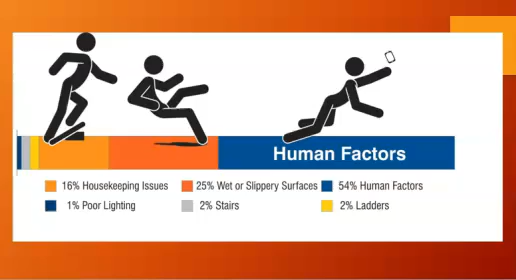 Human Factors
16% Housekeeping Issues 25% Wet or Slippery Surfaces 54% Human Factors
1% Poor Lighting 2% Stairs 2% Ladders